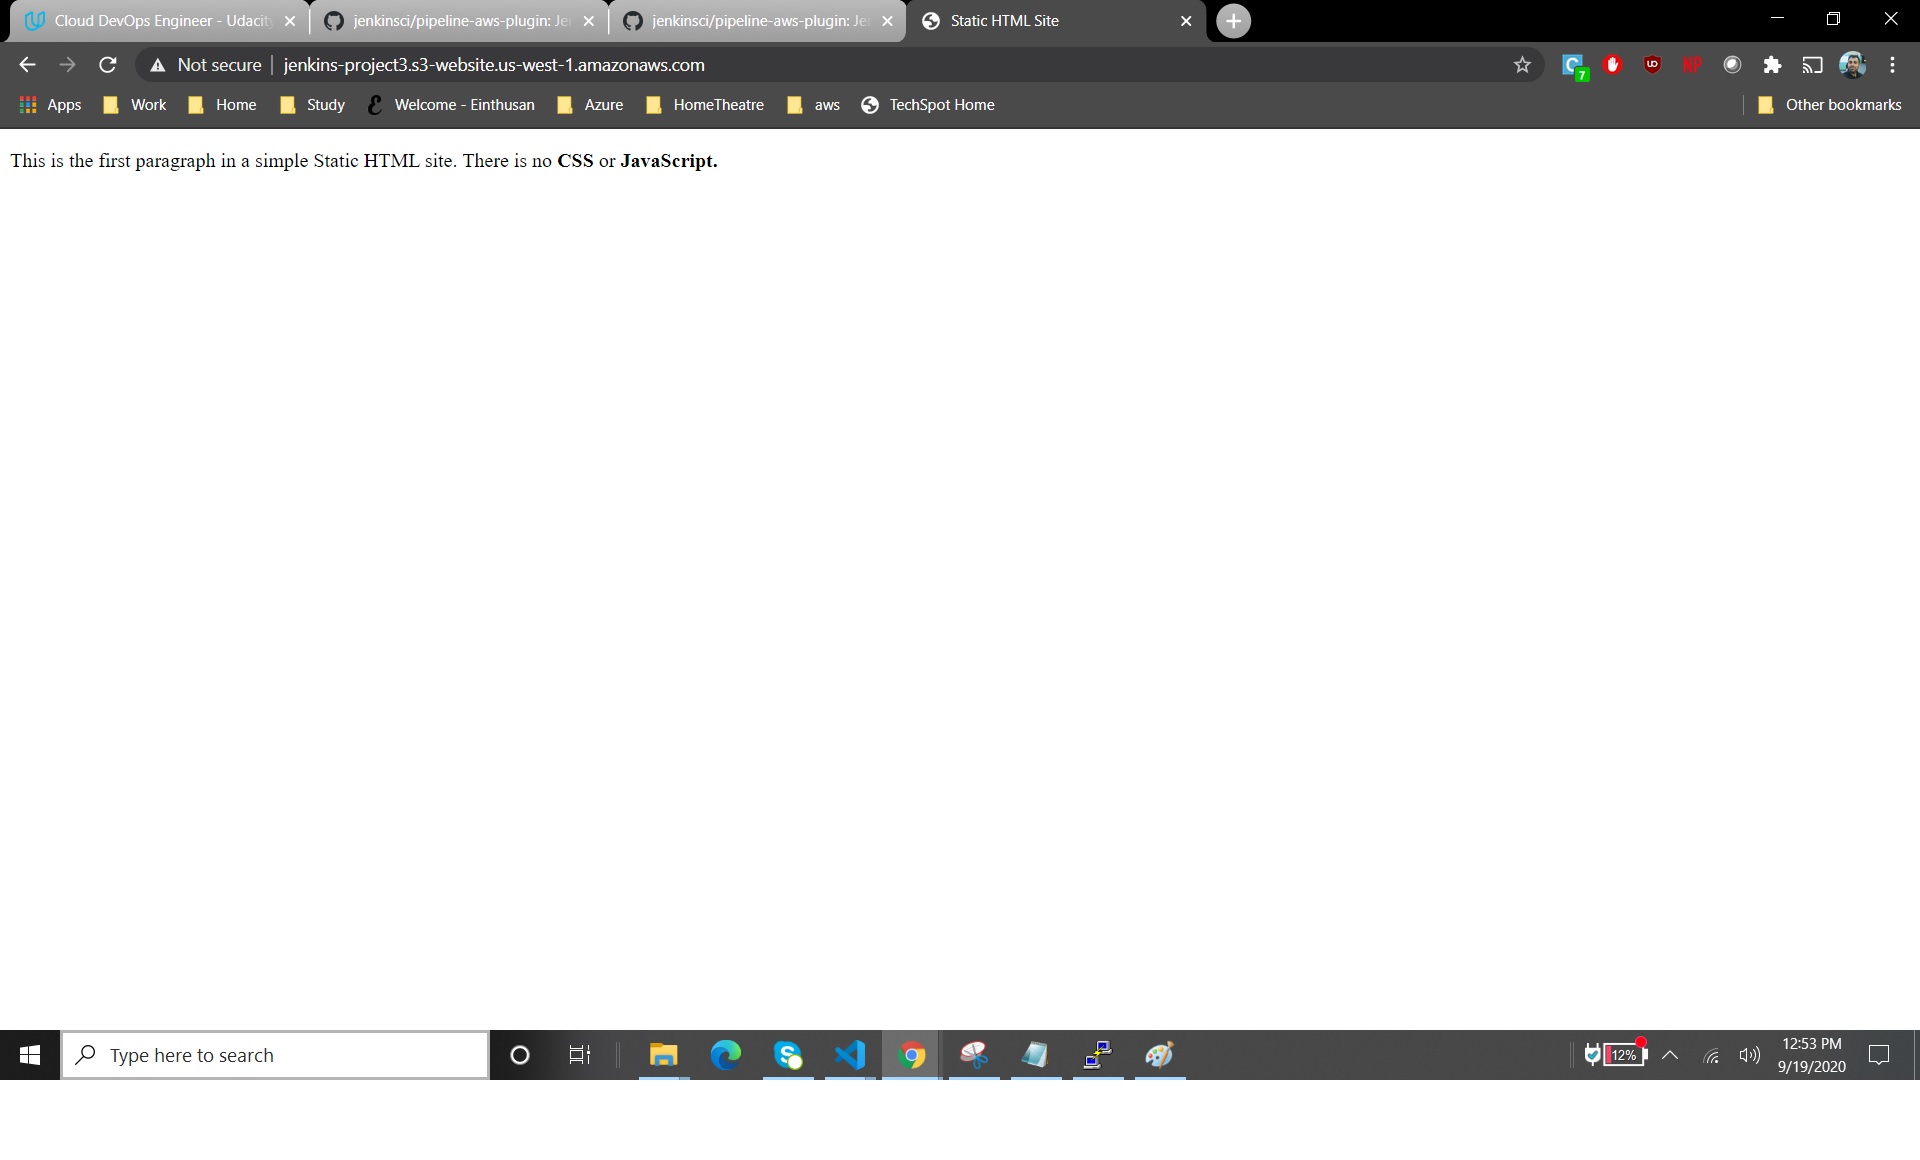 Cloud DevOps Engineer - Udacity
jenkinsci/pipeline-aws-plugin: Je
jenkinsci/pipeline-aws-plugin: Je
Static HTML Site
Not secure
jenkins-project3.s3-website.us-west-1.amazonaws.com
7
UD
NP
Apps
Work
Home
Study
Welcome - Einthusan
Azure
HomeTheatre
aws
TechSpot Home
Other bookmarks
This is the first paragraph in a simple Static HTML site. There is no CSS or JavaScript.
Type here to search
12%
12:53 PM
9/19/2020